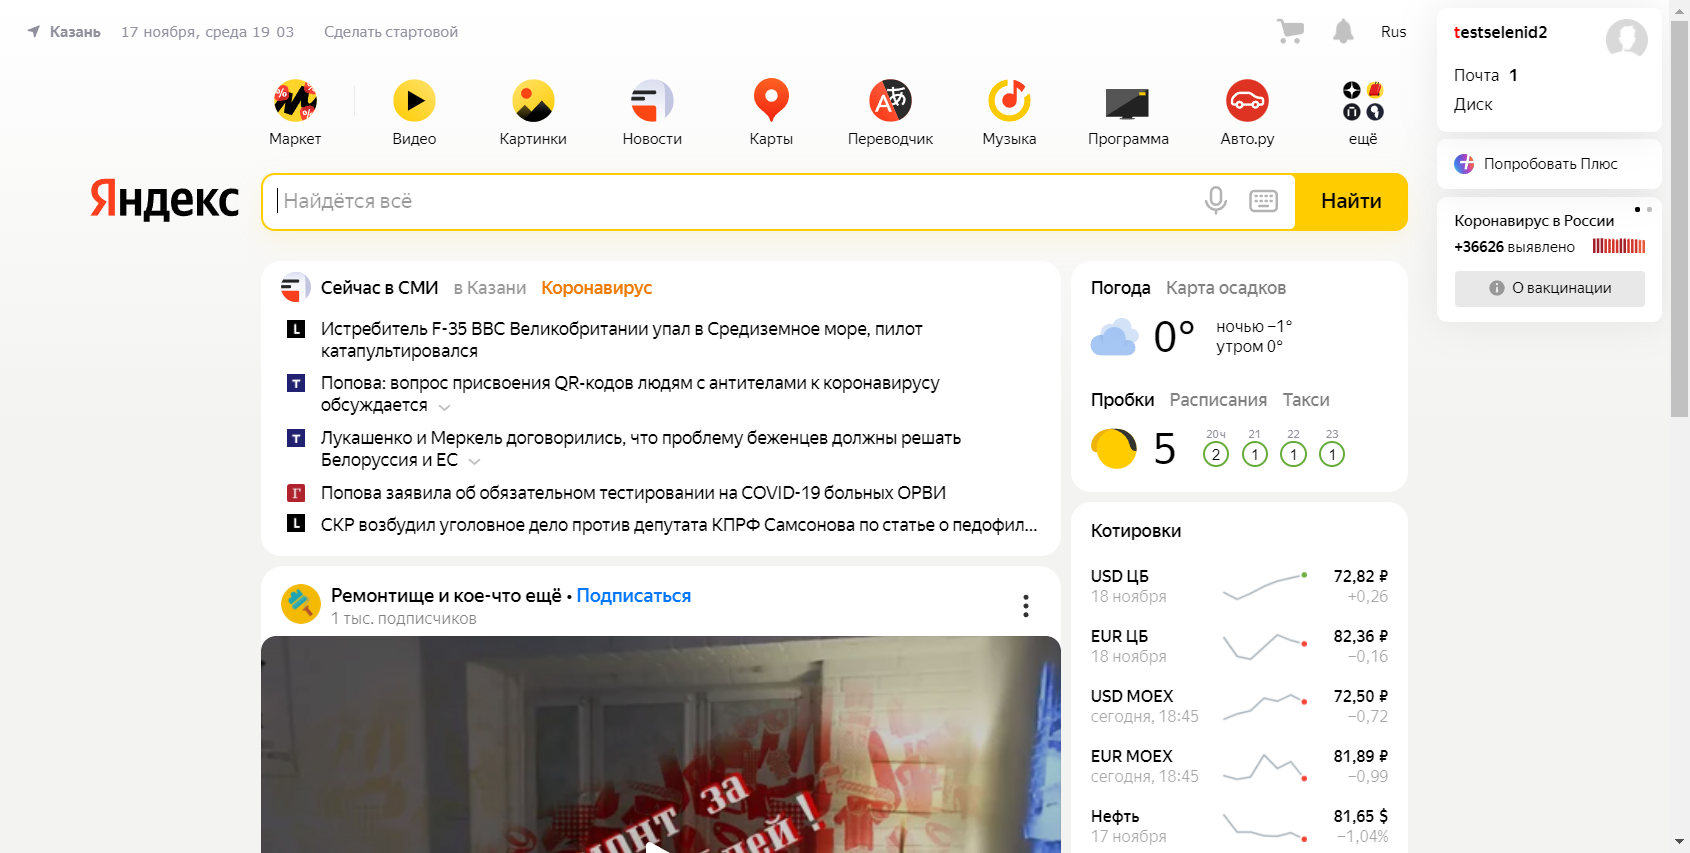 Казань 17 ноября, среда 19 03 Сделать стартовой Rus
Маркет Видео Картинки Новости Карты Переводчик Музыка Программа Авто.ру ещё
Яндекс Найдётся всё Найти
testselenid2
Почта 1
Диск
Попробовать Плюс
Коронавирус в России
+36626 выявлено
О вакцинации
Сейчас в СМИ в Казани Коронавирус
Истребитель F-35 ВВС Великобритании упал в Средиземное море, пилот
катапультировался
Попова: вопрос присвоения QR-кодов людям с антителами к коронавирусу
обсуждается
Лукашенко и Меркель договорились, что проблему беженцев должны решать
Белоруссия и ЕС
Попова заявила об обязательном тестировании на COVID-19 больных ОРВИ
СКР возбудил уголовное дело против депутата КПРФ Самсонова по статье о педофил...
Погода Карта осадков
0° ночью −1°
утром 0°
Пробки Расписания Такси
5 20ч 21 22 23
2 1 1 1
Котировки
USD ЦБ 72,82 ₽
18 ноября +0,26
EUR ЦБ 82,36 ₽
18 ноября −0,16
USD MOEX 72,50 ₽
сегодня, 18:45 −0,72
EUR MOEX 81,89 ₽
сегодня, 18:45 −0,99
Нефть 81,65 $
17 ноября −1,04%
Ремонтище и кое-что ещё • Подписаться
1 тыс. подписчиков
за